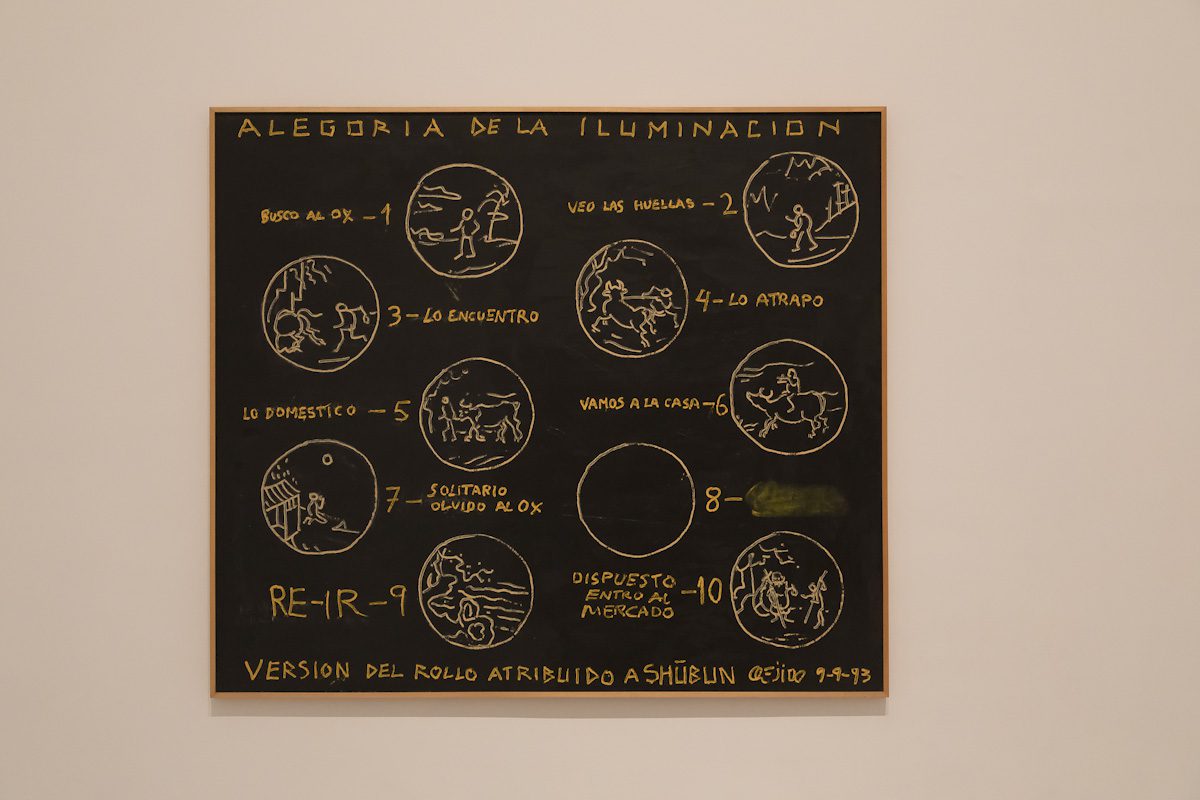 ALEGORIA DE LA ILUMINACION
BUSCO AL OX - 1
VEO LAS HUELLAS - 2
3 - LO ENCUENTRO
4 - LO ATRAPO
LO DOMESTICO - 5
VAMOS A LA CASA - 6
7 - SOLITARIO
OLVIDO AL OX
8 -
RE-IR - 9
DISPUESTO
ENTRO AL
MERCADO - 10
VERSION DEL ROLLO ATRIBUIDO A SHŪBUN CEJIDO 9-9-93